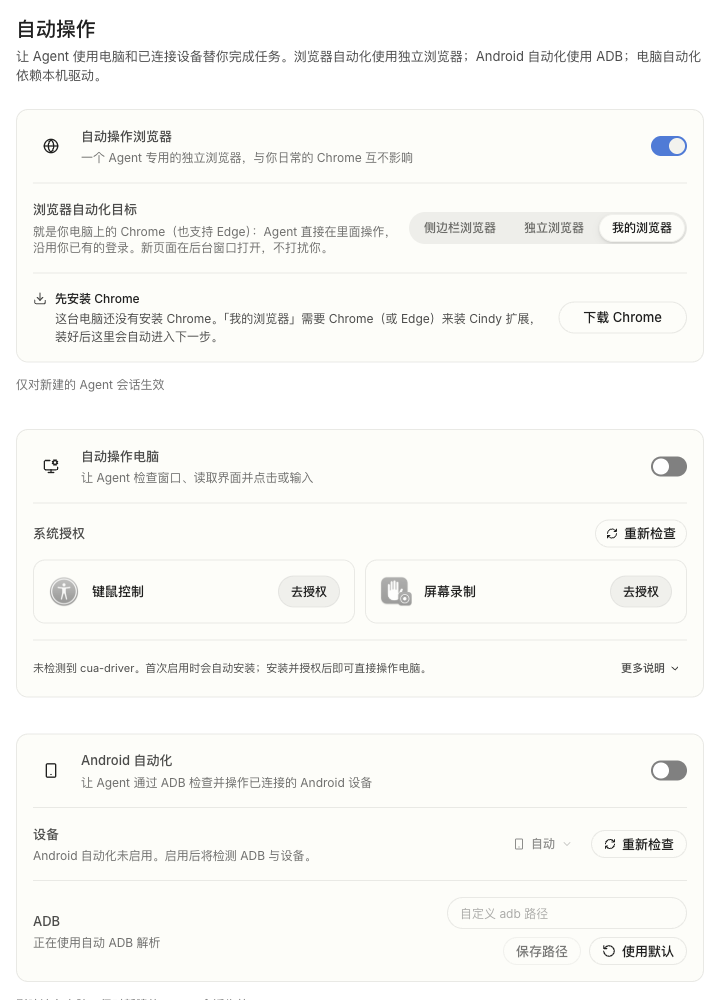 自动操作
让 Agent 使用电脑和已连接设备替你完成任务。浏览器自动化使用独立浏览器；Android 自动化使用 ADB；电脑自动化
依赖本机驱动。
自动操作浏览器
一个 Agent 专用的独立浏览器，与你日常的 Chrome 互不影响
浏览器自动化目标
就是你电脑上的 Chrome（也支持 Edge）：Agent 直接在里面操作，
沿用你已有的登录。新页面在后台窗口打开，不打扰你。
侧边栏浏览器
独立浏览器
我的浏览器
先安装 Chrome
这台电脑还没有安装 Chrome。「我的浏览器」需要 Chrome（或 Edge）来装 Cindy 扩展，
装好后这里会自动进入下一步。
下载 Chrome
仅对新建的 Agent 会话生效
自动操作电脑
让 Agent 检查窗口、读取界面并点击或输入
系统授权
重新检查
键鼠控制
去授权
屏幕录制
去授权
未检测到 cua-driver。首次启用时会自动安装；安装并授权后即可直接操作电脑。
更多说明
Android 自动化
让 Agent 通过 ADB 检查并操作已连接的 Android 设备
设备
Android 自动化未启用。启用后将检测 ADB 与设备。
自动
重新检查
ADB
正在使用自动 ADB 解析
自定义 adb 路径
保存路径
使用默认